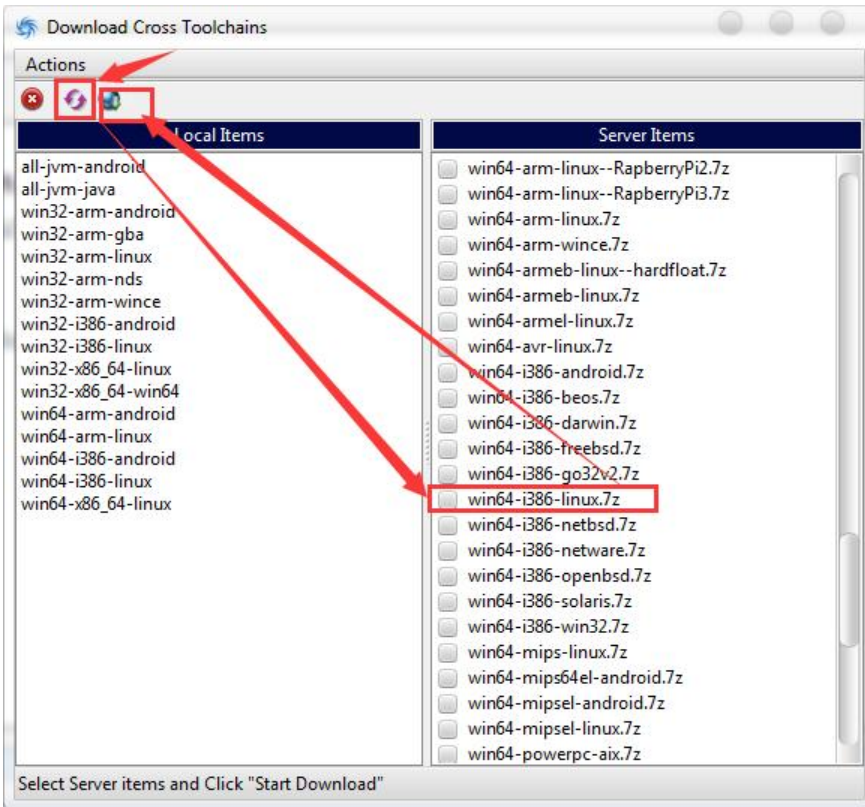 Download Cross Toolchains
Actions
Local Items
all-jvm-android
all-jvm-java
win32-arm-android
win32-arm-gba
win32-arm-linux
win32-arm-nds
win32-arm-wince
win32-i386-android
win32-i386-linux
win32-x86_64-linux
win32-x86_64-win64
win64-arm-android
win64-arm-linux
win64-i386-android
win64-i386-linux
win64-x86_64-linux
Server Items
win64-arm-linux--RapberryPi2.7z
win64-arm-linux--RapberryPi3.7z
win64-arm-linux.7z
win64-arm-wince.7z
win64-armeb-linux--hardfloat.7z
win64-armeb-linux.7z
win64-armel-linux.7z
win64-avr-linux.7z
win64-i386-android.7z
win64-i386-beos.7z
win64-i386-darwin.7z
win64-i386-freebsd.7z
win64-i386-go32v2.7z
win64-i386-linux.7z
win64-i386-netbsd.7z
win64-i386-netware.7z
win64-i386-openbsd.7z
win64-i386-solaris.7z
win64-i386-win32.7z
win64-mips-linux.7z
win64-mips64el-android.7z
win64-mipsel-android.7z
win64-mipsel-linux.7z
win64-powerpc-aix.7z
Select Server items and Click "Start Download"